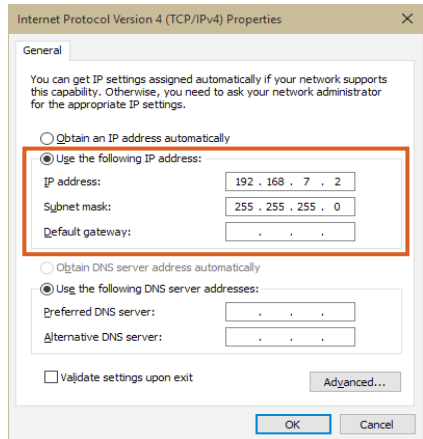 Internet Protocol Version 4 (TCP/IPv4) Properties
General
You can get IP settings assigned automatically if your network supports
this capability. Otherwise, you need to ask your network administrator
for the appropriate IP settings.
Obtain an IP address automatically
Use the following IP address:
IP address: 192 . 168 . 7 . 2
Subnet mask: 255 . 255 . 255 . 0
Default gateway: . . .
Obtain DNS server address automatically
Use the following DNS server addresses:
Preferred DNS server: . . .
Alternative DNS server: . . .
Validate settings upon exit
Advanced...
OK Cancel